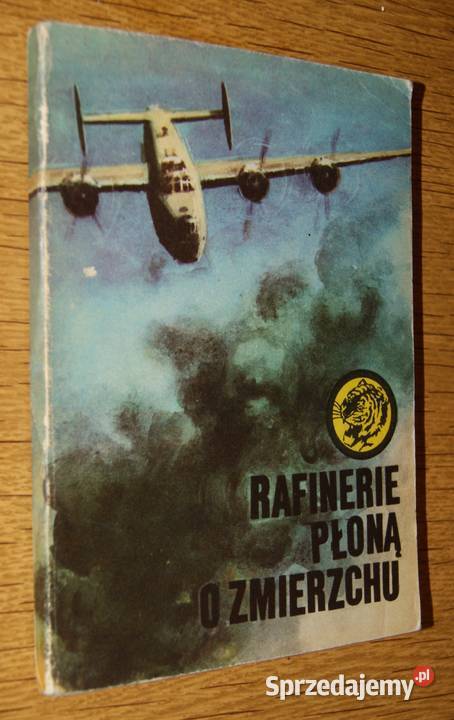 RAFINERIE
PŁONĄ
O ZMIERZCHU
Sprzedajemy.pl